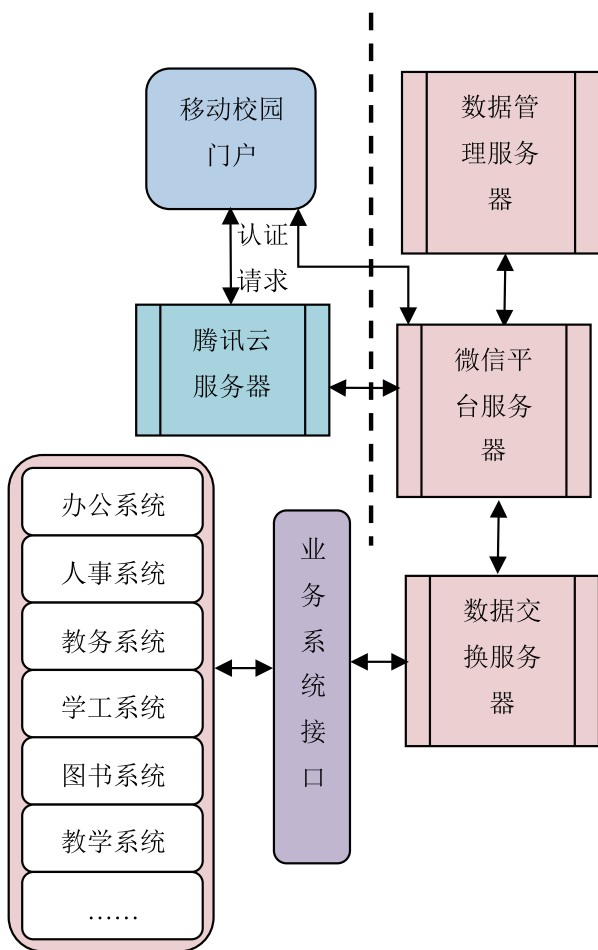 移动校园
门户
数据管
理服务
器
认证
请求
腾讯云
服务器
微信平
台服务
器
办公系统
人事系统
教务系统
学工系统
图书系统
教学系统
……
业
务
系
统
接
口
数据交
换服务
器